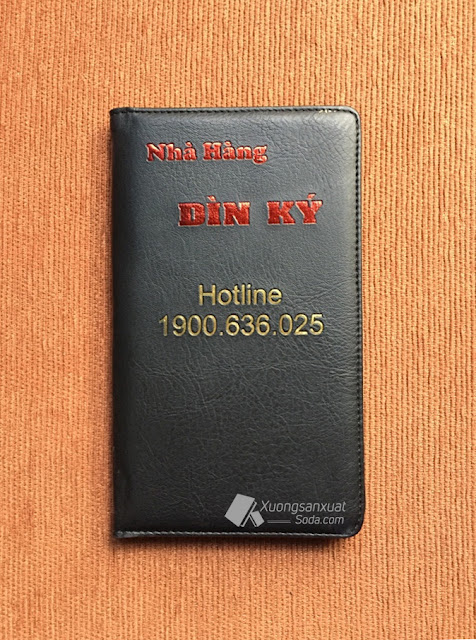 Nhà Hàng
DÌN KÝ
Hotline
1900.636.025
Xuongsanxuat
Soda.com